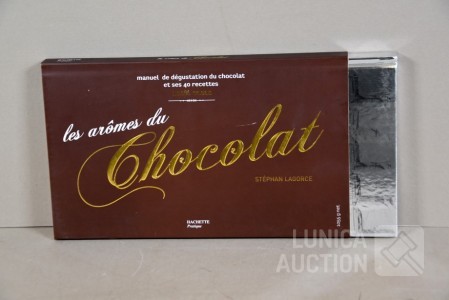 manuel de dégustation du chocolat
et ses 40 recettes
les arômes du
Chocolat
STÉPHAN LAGORCE
HACHETTE
Pratique
LUNICA
AUCTION